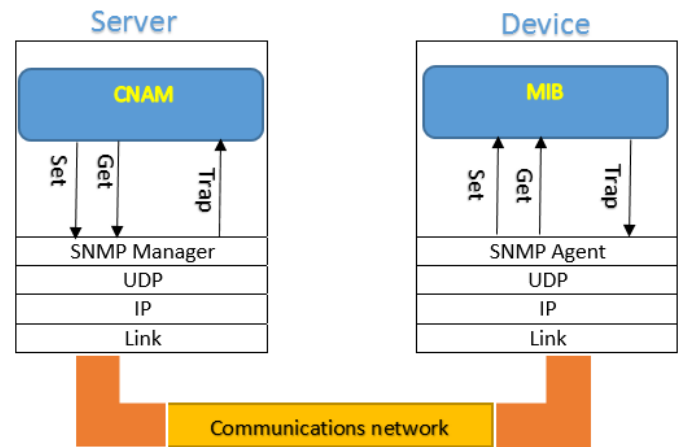 Server
CNAM
Set
Get
Trap
SNMP Manager
UDP
IP
Link
Device
MIB
Set
Get
Trap
SNMP Agent
UDP
IP
Link
Communications network